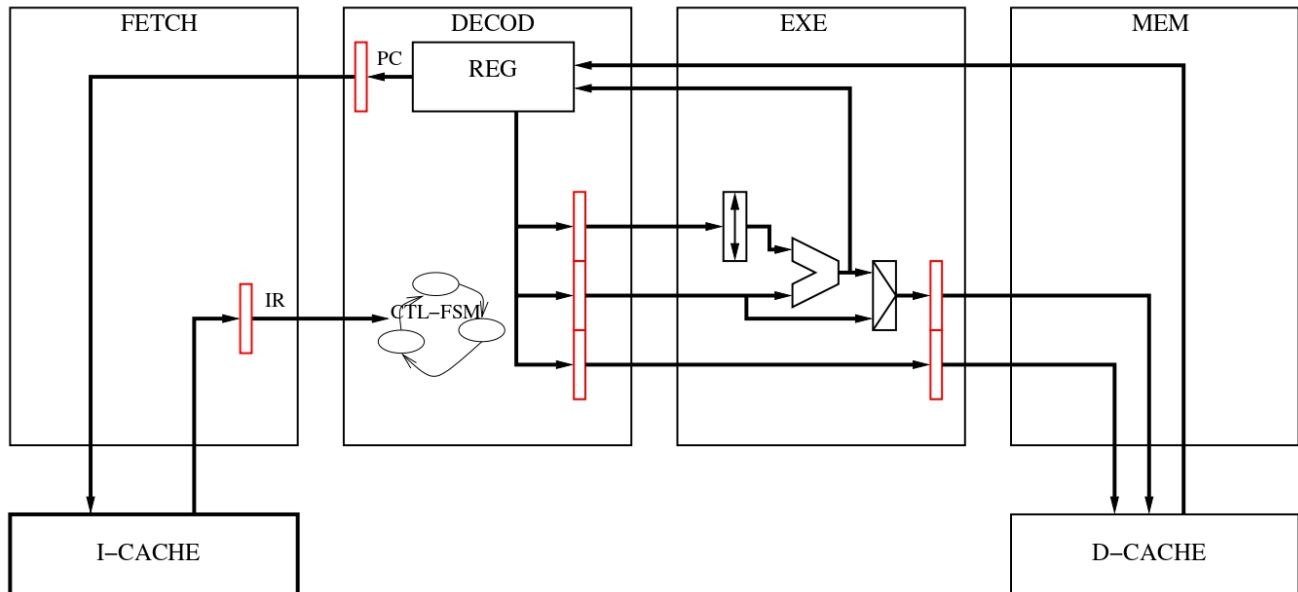 FETCH
DECOD
EXE
MEM
PC
REG
IR
CTL–FSM
I–CACHE
D–CACHE